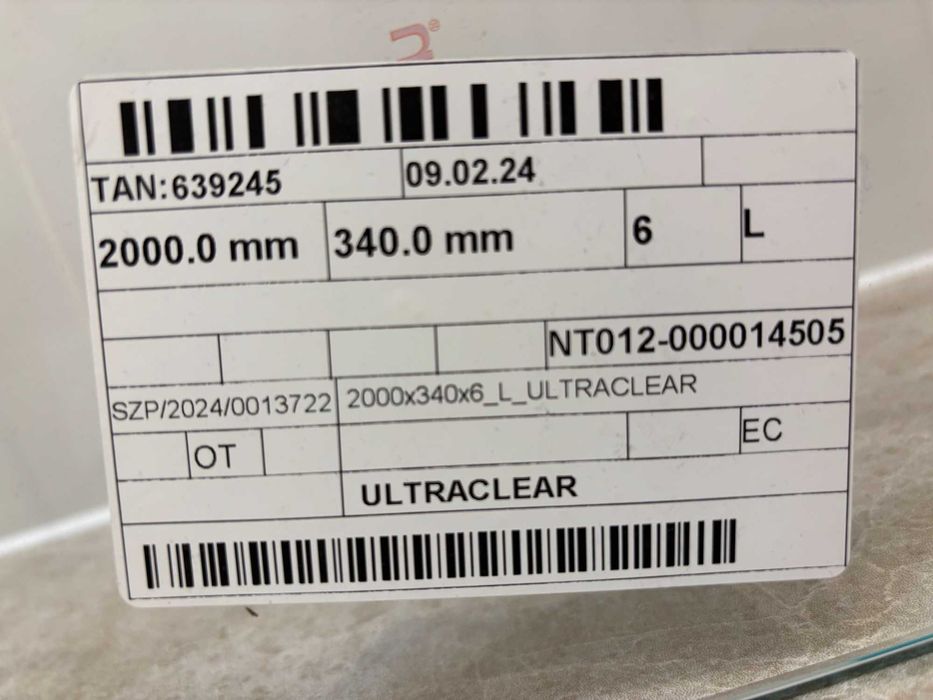 TAN:639245 09.02.24
2000.0 mm 340.0 mm 6 L
NT012-000014505
SZP/2024/0013722 2000x340x6_L_ULTRACLEAR
OT EC
ULTRACLEAR